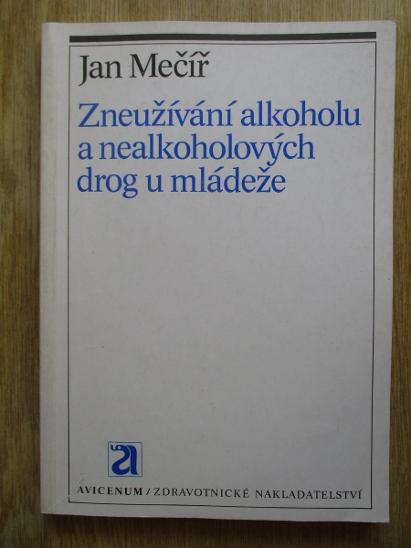 Jan Mečíř
Zneužívání alkoholu
a nealkoholových
drog u mládeže
AVICENUM / ZDRAVOTNICKÉ NAKLADATELSTVÍ